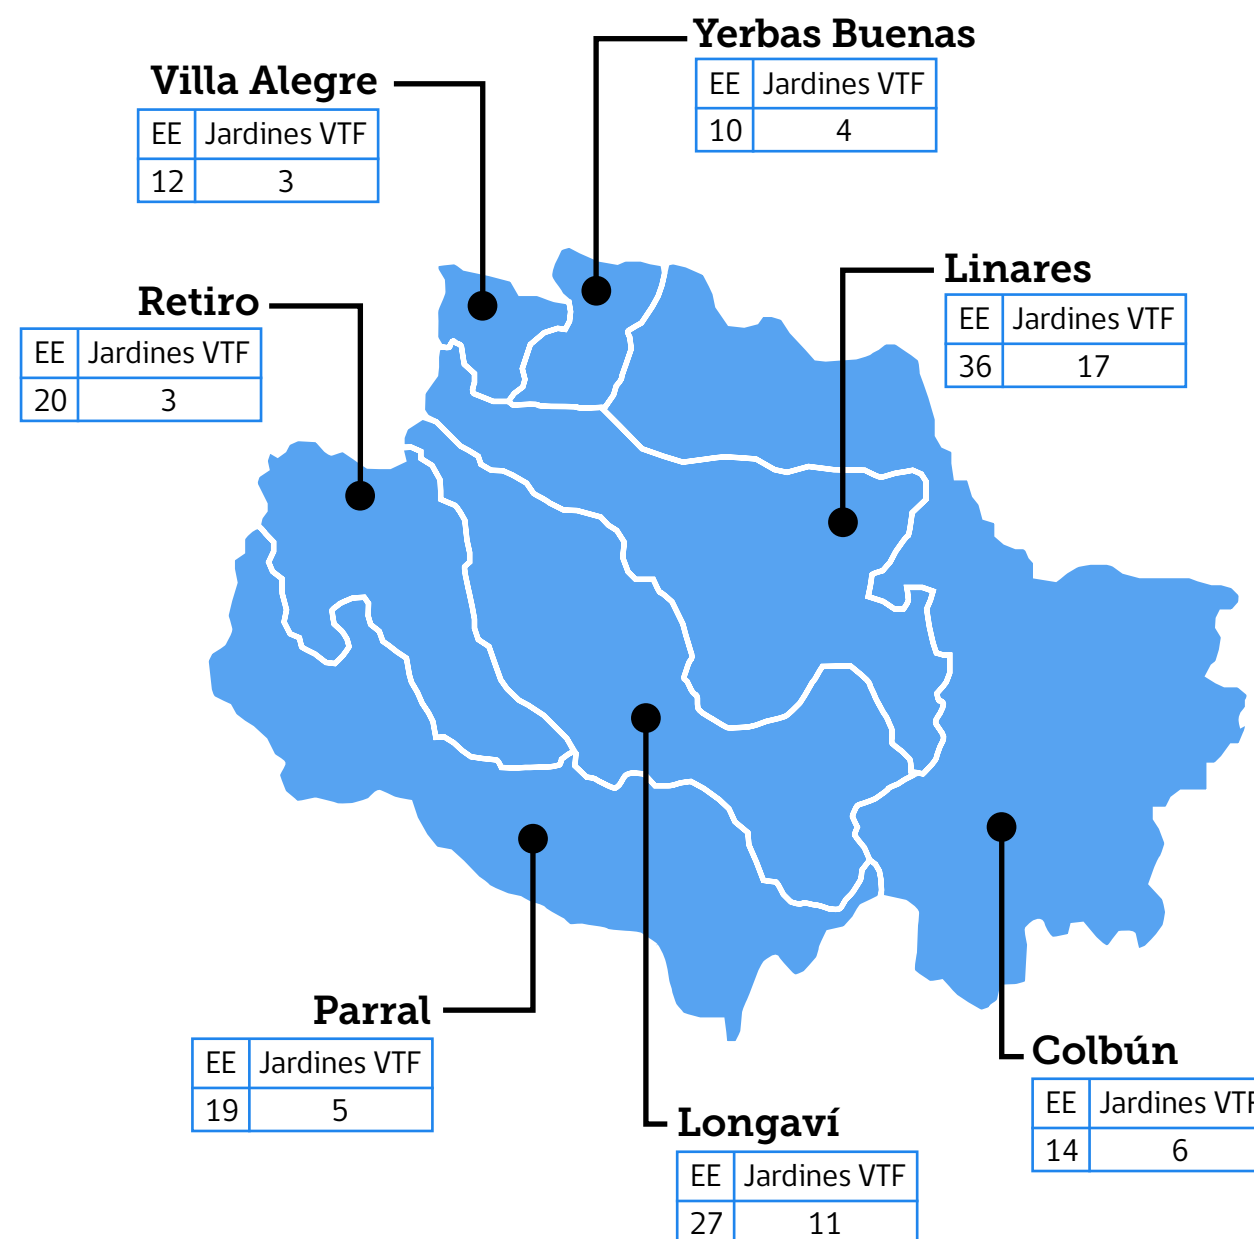 Yerbas Buenas
EE Jardines VTF
10 4
Villa Alegre
EE Jardines VTF
12 3
Linares
EE Jardines VTF
36 17
Retiro
EE Jardines VTF
20 3
Parral
EE Jardines VTF
19 5
Colbún
EE Jardines VTF
14 6
Longaví
EE Jardines VTF
27 11